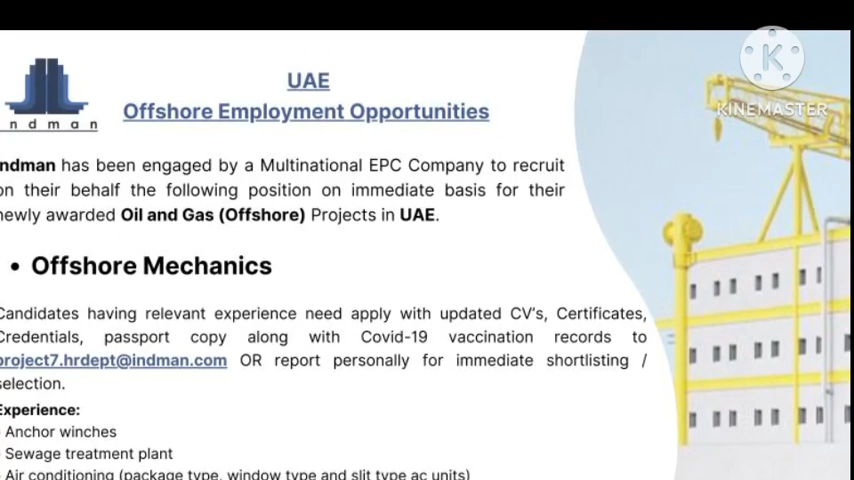 UAE
Offshore Employment Opportunities
ndman
ndman has been engaged by a Multinational EPC Company to recruit
on their behalf the following position on immediate basis for their
newly awarded Oil and Gas (Offshore) Projects in UAE.
• Offshore Mechanics
Candidates having relevant experience need apply with updated CV's, Certificates,
Credentials, passport copy along with Covid-19 vaccination records to
project7.hrdept@indman.com OR report personally for immediate shortlisting /
selection.
Experience:
- Anchor winches
- Sewage treatment plant
- Air conditioning (package type, window type and slit type ac units)
K
KINEMASTER